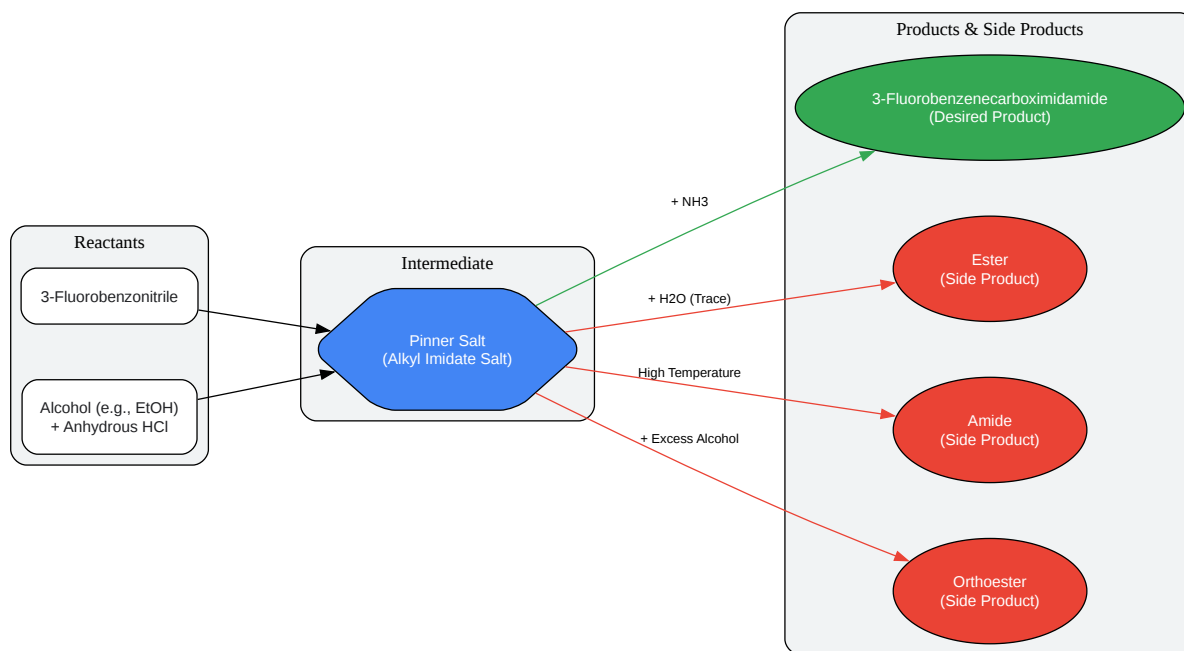 Reactants
3-Fluorobenzonitrile
Alcohol (e.g., EtOH)
+ Anhydrous HCl
Intermediate
Pinner Salt
(Alkyl Imidate Salt)
+ NH3
+ H2O (Trace)
High Temperature
+ Excess Alcohol
Products & Side Products
3-Fluorobenzenecarboximidamide
(Desired Product)
Ester
(Side Product)
Amide
(Side Product)
Orthoester
(Side Product)